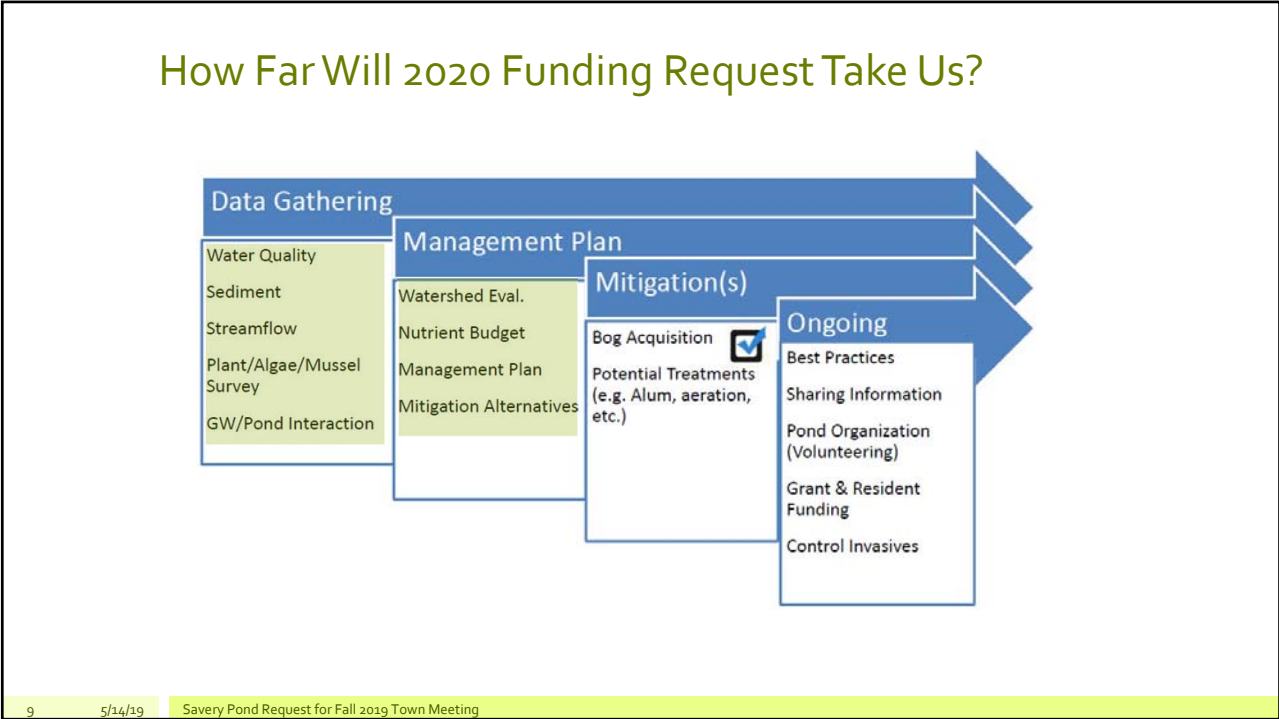 How Far Will 2020 Funding Request Take Us?
Data Gathering
Water Quality
Sediment
Streamflow
Plant/Algae/Mussel
Survey
GW/Pond Interaction
Management Plan
Watershed Eval.
Nutrient Budget
Management Plan
Mitigation Alternatives
Mitigation(s)
Bog Acquisition
Potential Treatments
(e.g. Alum, aeration,
etc.)
Ongoing
Best Practices
Sharing Information
Pond Organization
(Volunteering)
Grant & Resident
Funding
Control Invasives
9 5/14/19 Savery Pond Request for Fall 2019 Town Meeting